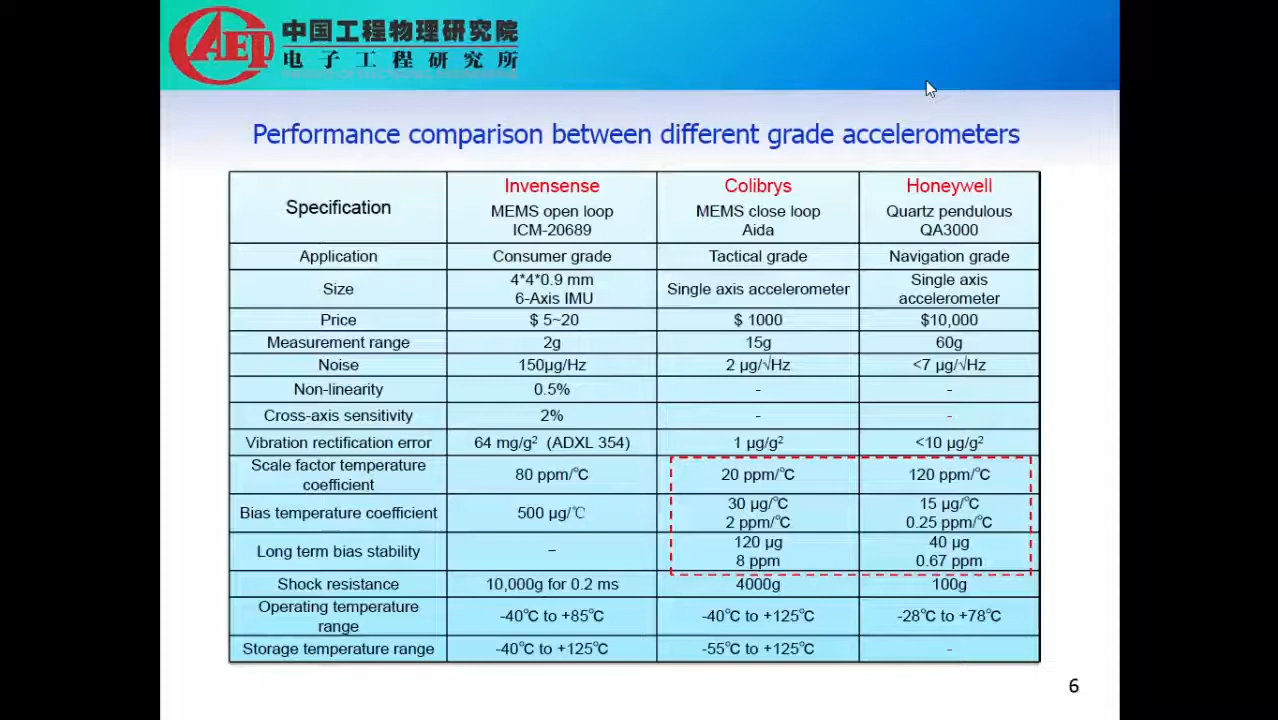 CAEP
中国工程物理研究院
电子工程研究所
INSTITUTE OF ELECTRONIC ENGINEERING
Performance comparison between different grade accelerometers
Specification
Invensense
MEMS open loop
ICM-20689
Colibrys
MEMS close loop
Aida
Honeywell
Quartz pendulous
QA3000
Application Consumer grade Tactical grade Navigation grade
Size
4*4*0.9 mm
6-Axis IMU
Single axis accelerometer
Single axis
accelerometer
Price $ 5~20 $ 1000 $10,000
Measurement range 2g 15g 60g
Noise 150μg/Hz 2 μg/√Hz <7 μg/√Hz
Non-linearity 0.5% - -
Cross-axis sensitivity 2% - -
Vibration rectification error 64 mg/g² (ADXL 354) 1 μg/g² <10 μg/g²
Scale factor temperature
coefficient
80 ppm/℃ 20 ppm/℃ 120 ppm/℃
Bias temperature coefficient 500 μg/℃
30 μg/℃
2 ppm/℃
15 μg/℃
0.25 ppm/℃
Long term bias stability –
120 μg
8 ppm
40 μg
0.67 ppm
Shock resistance 10,000g for 0.2 ms 4000g 100g
Operating temperature
range
-40℃ to +85℃ -40℃ to +125℃ -28℃ to +78℃
Storage temperature range -40℃ to +125℃ -55℃ to +125℃ -
6